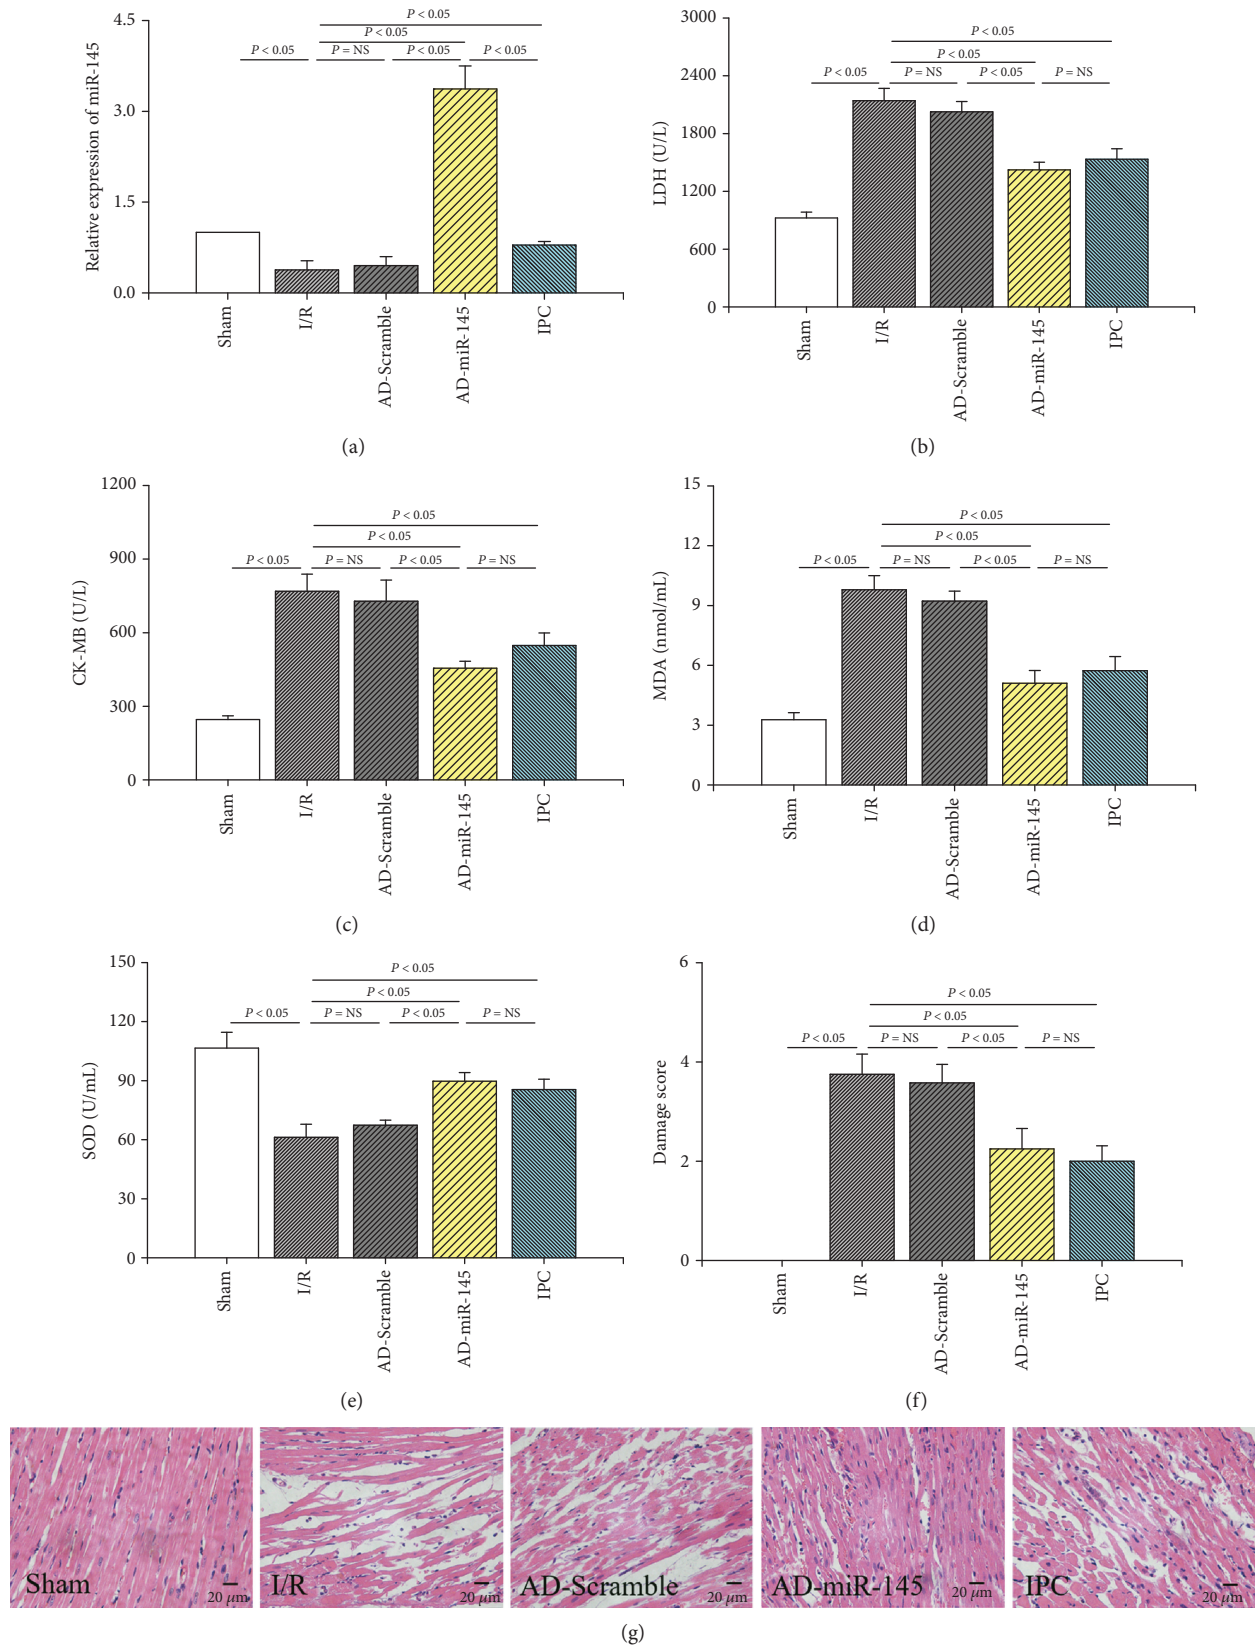 4.5
3.0
1.5
0.0
Relative expression of miR-145
P < 0.05
P < 0.05
P < 0.05
P = NS
P < 0.05
P < 0.05
Sham
I/R
AD-Scramble
AD-miR-145
IPC
(a)
3000
2400
1800
1200
600
0
LDH (U/L)
P < 0.05
P < 0.05
P < 0.05
P = NS
P < 0.05
P = NS
Sham
I/R
AD-Scramble
AD-miR-145
IPC
(b)
1200
900
600
300
0
CK-MB (U/L)
P < 0.05
P < 0.05
P < 0.05
P = NS
P < 0.05
P = NS
Sham
I/R
AD-Scramble
AD-miR-145
IPC
(c)
15
12
9
6
3
0
MDA (nmol/mL)
P < 0.05
P < 0.05
P < 0.05
P = NS
P < 0.05
P = NS
Sham
I/R
AD-Scramble
AD-miR-145
IPC
(d)
150
120
90
60
30
0
SOD (U/mL)
P < 0.05
P < 0.05
P < 0.05
P = NS
P < 0.05
P = NS
Sham
I/R
AD-Scramble
AD-miR-145
IPC
(e)
6
4
2
0
Damage score
P < 0.05
P < 0.05
P < 0.05
P = NS
P < 0.05
P = NS
Sham
I/R
AD-Scramble
AD-miR-145
IPC
(f)
Sham
20 μm
I/R
20 μm
AD-Scramble
20 μm
AD-miR-145
20 μm
IPC
20 μm
(g)